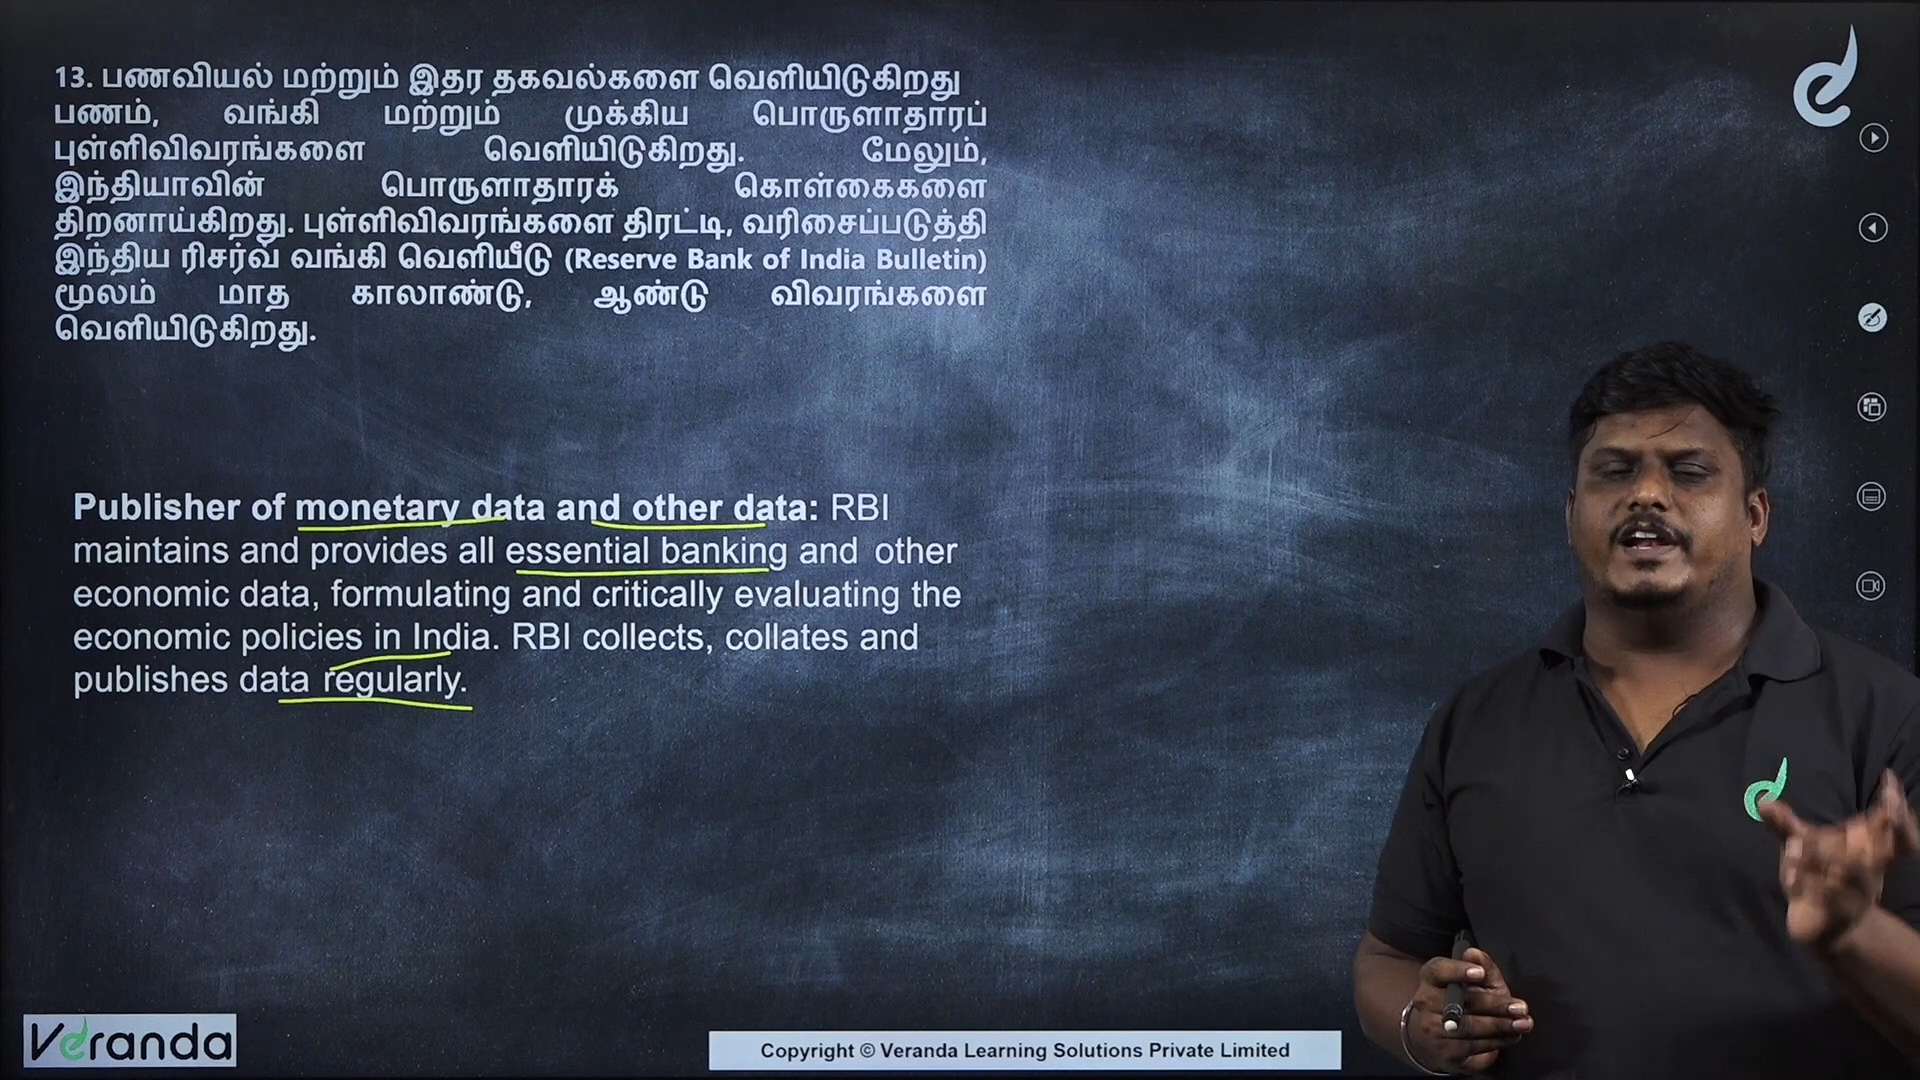 13. பணவியல் மற்றும் இதர தகவல்களை வெளியிடுகிறது
பணம், வங்கி மற்றும் முக்கிய பொருளாதாரப்
புள்ளிவிவரங்களை வெளியிடுகிறது. மேலும்,
இந்தியாவின் பொருளாதாரக் கொள்கைகளை
திறனாய்கிறது. புள்ளிவிவரங்களை திரட்டி, வரிசைப்படுத்தி
இந்திய ரிசர்வ் வங்கி வெளியீடு (Reserve Bank of India Bulletin)
மூலம் மாத காலாண்டு, ஆண்டு விவரங்களை
வெளியிடுகிறது.
Publisher of monetary data and other data: RBI
maintains and provides all essential banking and other
economic data, formulating and critically evaluating the
economic policies in India. RBI collects, collates and
publishes data regularly.
Veranda
Copyright © Veranda Learning Solutions Private Limited